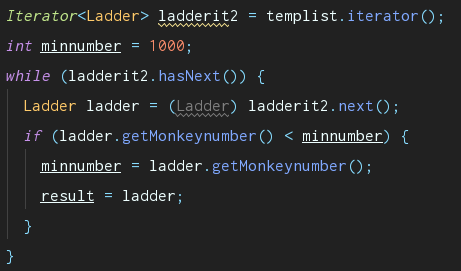 Iterator<Ladder> ladderit2 = templist.iterator();
int minnumber = 1000;
while (ladderit2.hasNext()) {
Ladder ladder = (Ladder) ladderit2.next();
if (ladder.getMonkeynumber() < minnumber) {
minnumber = ladder.getMonkeynumber();
result = ladder;
}
}